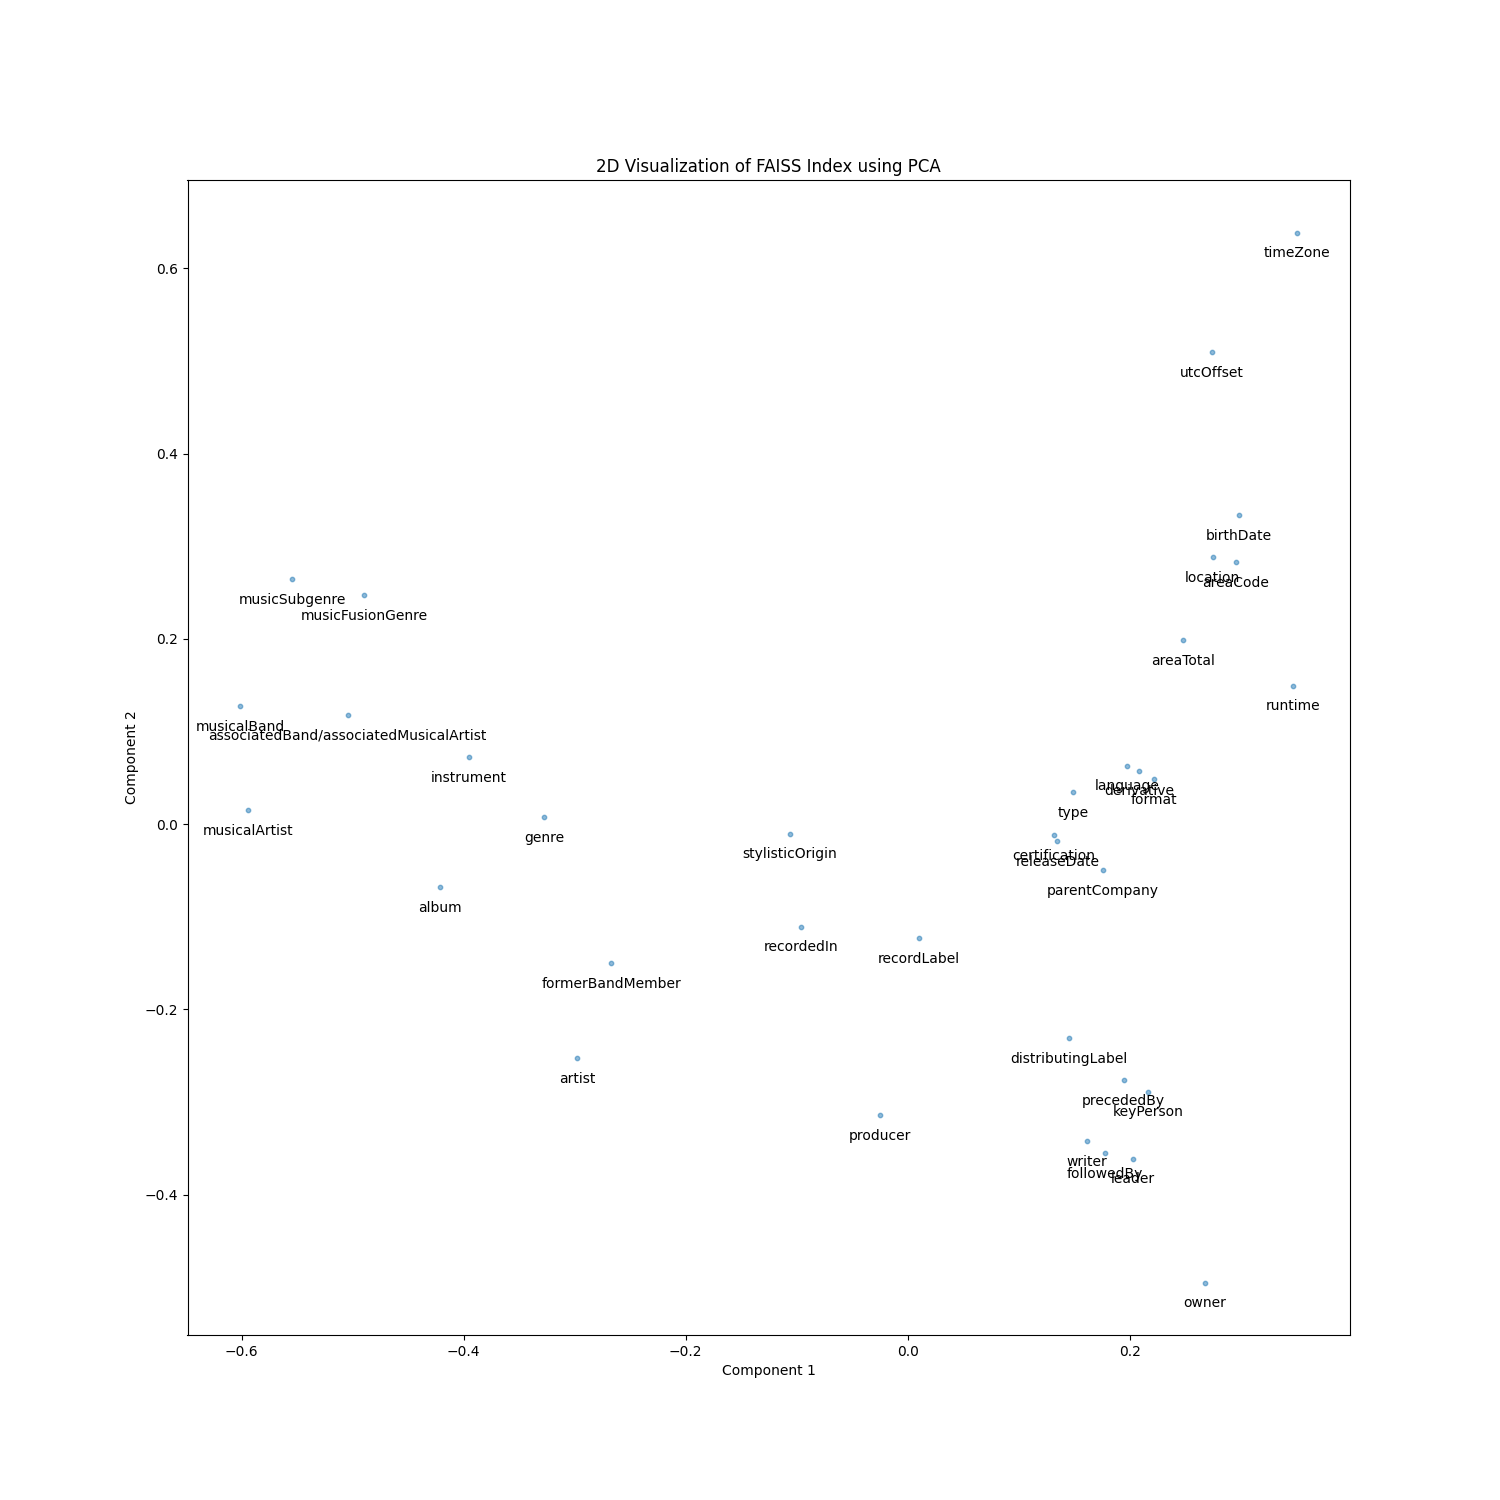 2D Visualization of FAISS Index using PCA
timeZone
0.6
utcOffset
0.4
birthDate
location
areaCode
musicSubgenre
musicFusionGenre
0.2
areaTotal
runtime
musicalBand
associatedBand/associatedMusicalArtist
instrument
language
derivative
format
type
Component 2
0.0
musicalArtist
genre
stylisticOrigin
certification
releaseDate
parentCompany
album
recordedIn
recordLabel
formerBandMember
−0.2
distributingLabel
artist
precededBy
keyPerson
producer
writer
followedBy
leader
−0.4
owner
−0.6
−0.4
−0.2
0.0
0.2
Component 1